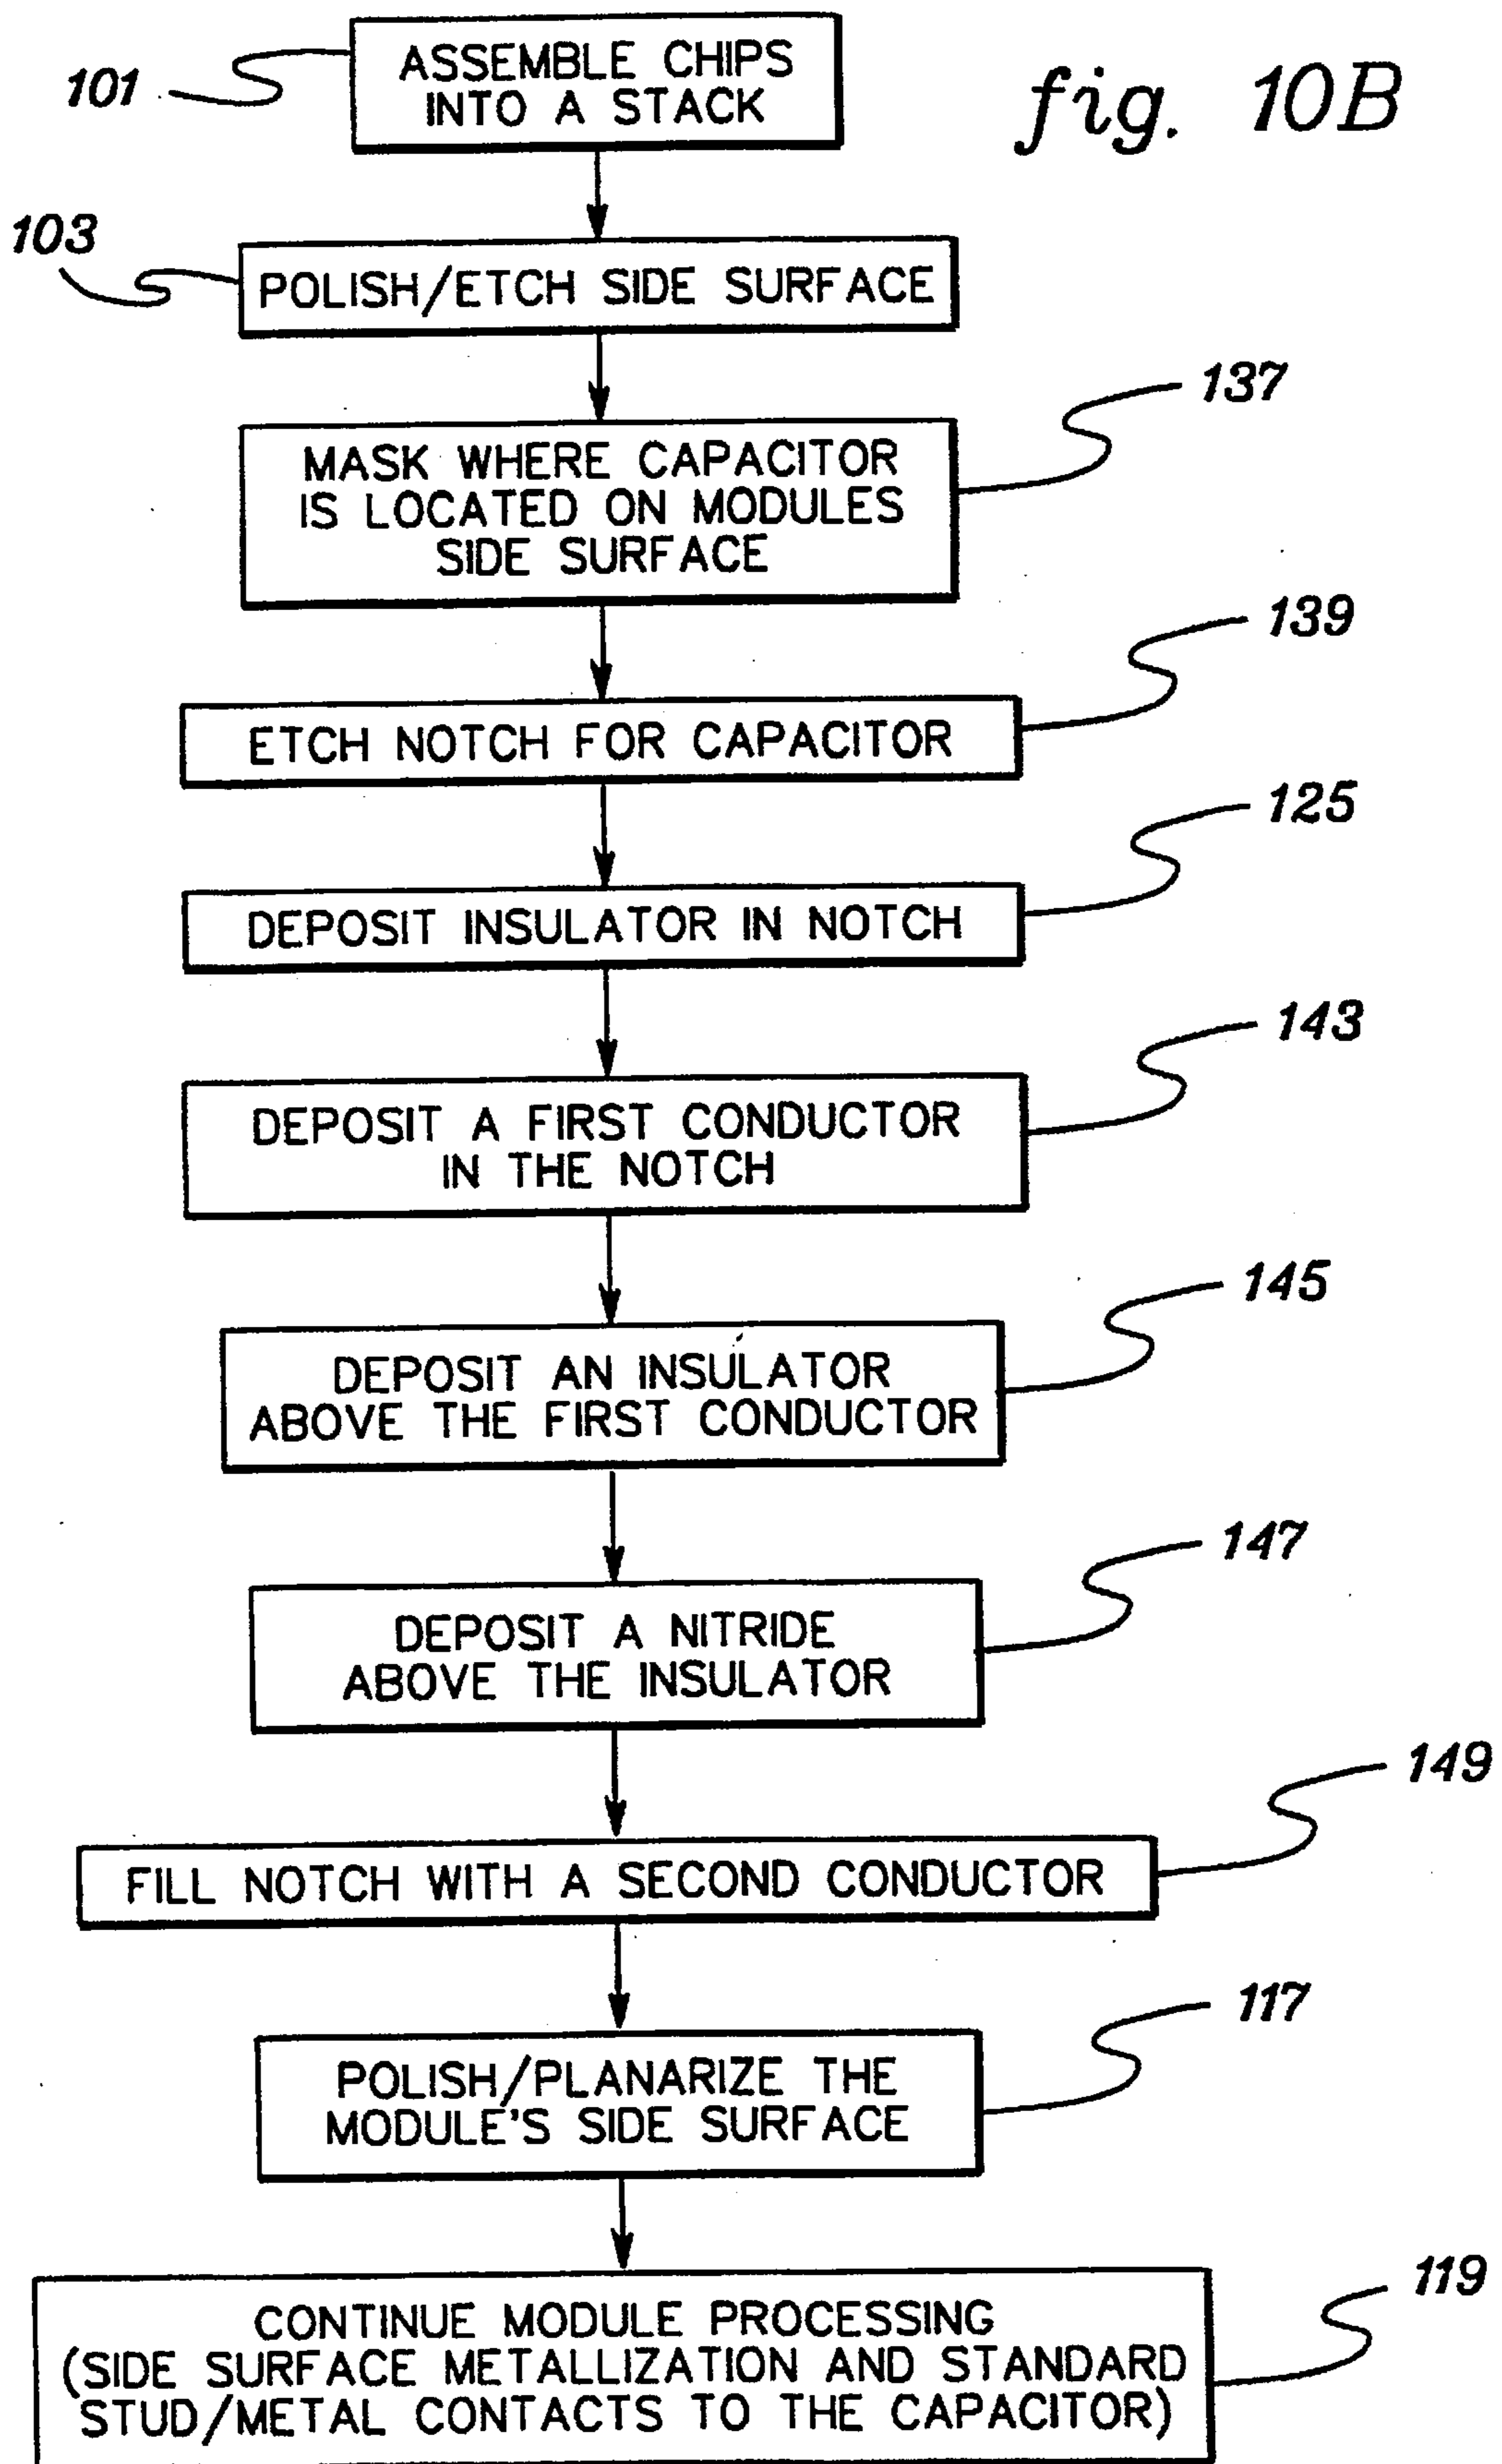 fig. 10B
101
ASSEMBLE CHIPS
INTO A STACK
103
POLISH/ETCH SIDE SURFACE
137
MASK WHERE CAPACITOR
IS LOCATED ON MODULES
SIDE SURFACE
139
ETCH NOTCH FOR CAPACITOR
125
DEPOSIT INSULATOR IN NOTCH
143
DEPOSIT A FIRST CONDUCTOR
IN THE NOTCH
145
DEPOSIT AN INSULATOR
ABOVE THE FIRST CONDUCTOR
147
DEPOSIT A NITRIDE
ABOVE THE INSULATOR
149
FILL NOTCH WITH A SECOND CONDUCTOR
117
POLISH/PLANARIZE THE
MODULE'S SIDE SURFACE
119
CONTINUE MODULE PROCESSING
(SIDE SURFACE METALLIZATION AND STANDARD
STUD/METAL CONTACTS TO THE CAPACITOR)